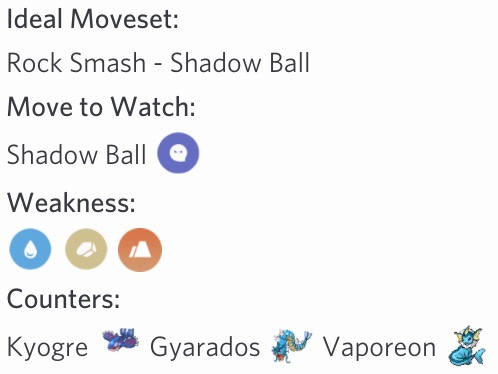 Ideal Moveset:
Rock Smash - Shadow Ball
Move to Watch:
Shadow Ball
Weakness:
Counters:
Kyogre Gyarados Vaporeon